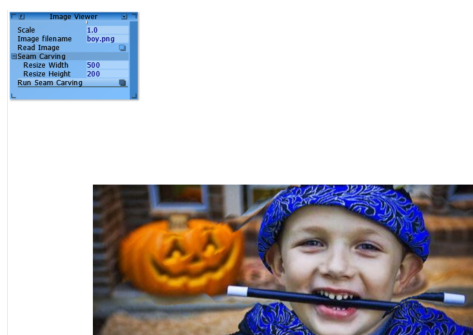 Image Viewer
Scale 1.0
Image filename boy.png
Read Image
Seam Carving
Resize Width 500
Resize Height 200
Run Seam Carving